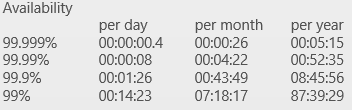 Availability
per day per month per year
99.999% 00:00:00.4 00:00:26 00:05:15
99.99% 00:00:08 00:04:22 00:52:35
99.9% 00:01:26 00:43:49 08:45:56
99% 00:14:23 07:18:17 87:39:29